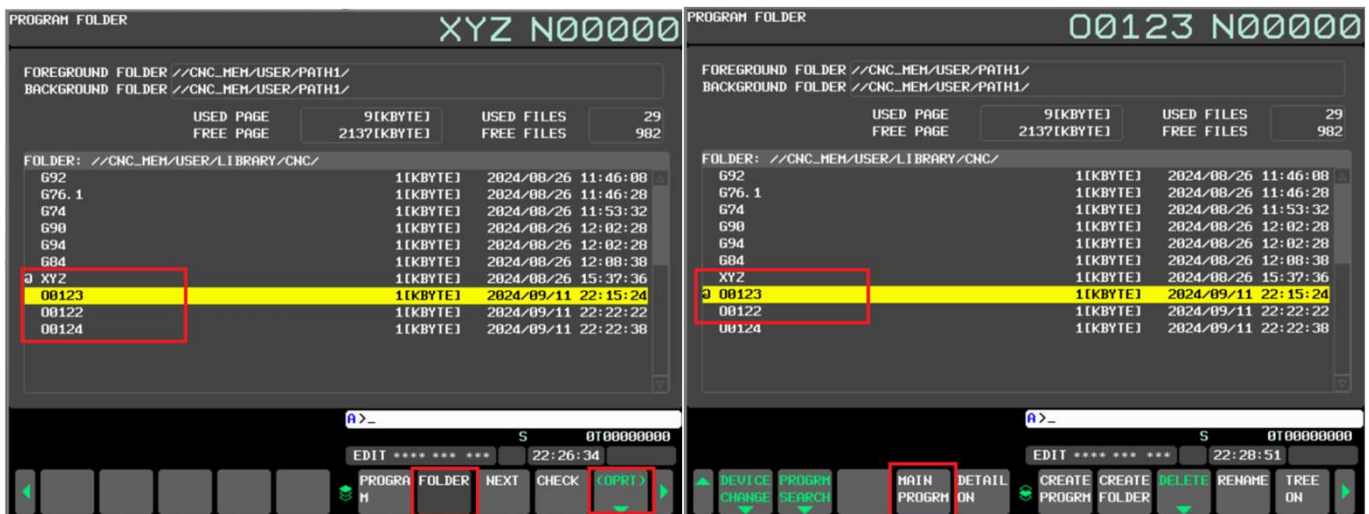 PROGRAM FOLDER
XYZ N00000
FOREGROUND FOLDER //CNC_MEM/USER/PATH1/
BACKGROUND FOLDER //CNC_MEM/USER/PATH1/
USED PAGE 9[KBYTE] USED FILES 29
FREE PAGE 2137[KBYTE] FREE FILES 982
FOLDER: //CNC_MEM/USER/LIBRARY/CNC/
G92 1[KBYTE] 2024/08/26 11:46:08
G76.1 1[KBYTE] 2024/08/26 11:46:28
G74 1[KBYTE] 2024/08/26 11:53:32
G90 1[KBYTE] 2024/08/26 12:02:28
G94 1[KBYTE] 2024/08/26 12:02:28
G84 1[KBYTE] 2024/08/26 12:08:38
@ XYZ 1[KBYTE] 2024/08/26 15:37:36
O0123 1[KBYTE] 2024/09/11 22:15:24
O0122 1[KBYTE] 2024/09/11 22:22:22
O0124 1[KBYTE] 2024/09/11 22:22:38
A>_
S 0T00000000
EDIT **** *** *** 22:26:34
PROGRA
M
FOLDER
NEXT
CHECK
(OPRT)
PROGRAM FOLDER
O0123 N00000
FOREGROUND FOLDER //CNC_MEM/USER/PATH1/
BACKGROUND FOLDER //CNC_MEM/USER/PATH1/
USED PAGE 9[KBYTE] USED FILES 29
FREE PAGE 2137[KBYTE] FREE FILES 982
FOLDER: //CNC_MEM/USER/LIBRARY/CNC/
G92 1[KBYTE] 2024/08/26 11:46:08
G76.1 1[KBYTE] 2024/08/26 11:46:28
G74 1[KBYTE] 2024/08/26 11:53:32
G90 1[KBYTE] 2024/08/26 12:02:28
G94 1[KBYTE] 2024/08/26 12:02:28
G84 1[KBYTE] 2024/08/26 12:08:38
XYZ 1[KBYTE] 2024/08/26 15:37:36
@ O0123 1[KBYTE] 2024/09/11 22:15:24
O0122 1[KBYTE] 2024/09/11 22:22:22
O0124 1[KBYTE] 2024/09/11 22:22:38
A>_
S 0T00000000
EDIT **** *** *** 22:28:51
DEVICE
CHANGE
PROGRM
SEARCH
MAIN
PROGRM
DETAIL
ON
CREATE
PROGRM
CREATE
FOLDER
DELETE
RENAME
TREE
ON